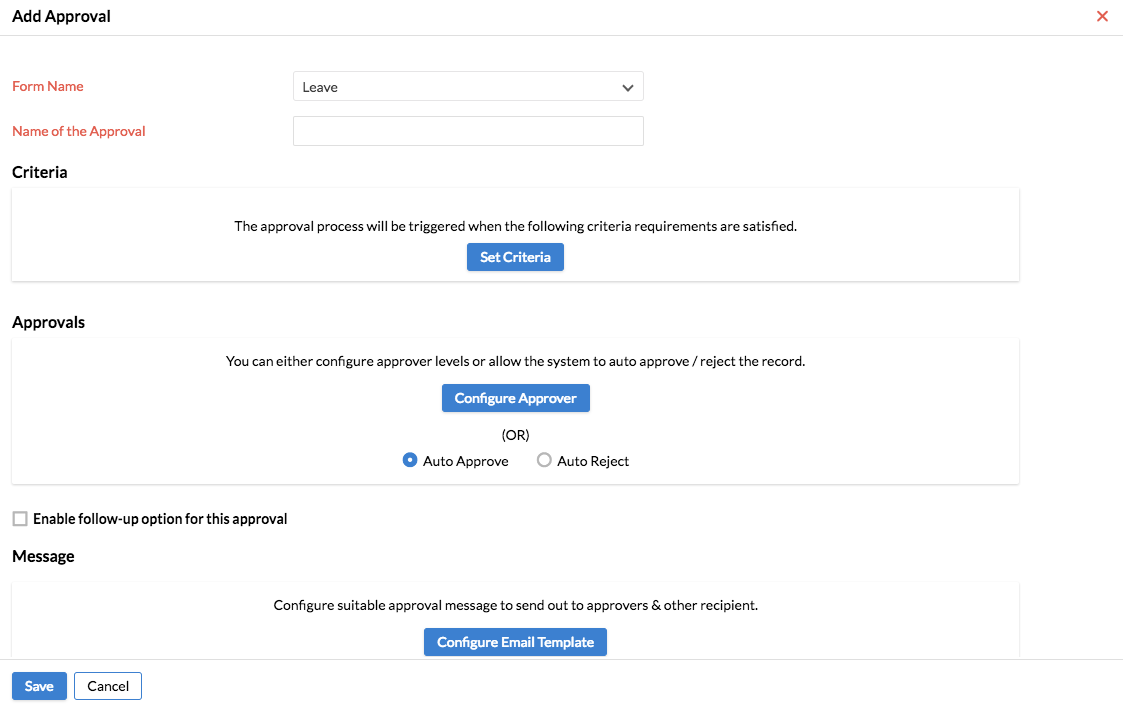 Add Approval
Form Name
Leave
Name of the Approval
Criteria
The approval process will be triggered when the following criteria requirements are satisfied.
Set Criteria
Approvals
You can either configure approver levels or allow the system to auto approve / reject the record.
Configure Approver
(OR)
Auto Approve Auto Reject
Enable follow-up option for this approval
Message
Configure suitable approval message to send out to approvers & other recipient.
Configure Email Template
Save Cancel